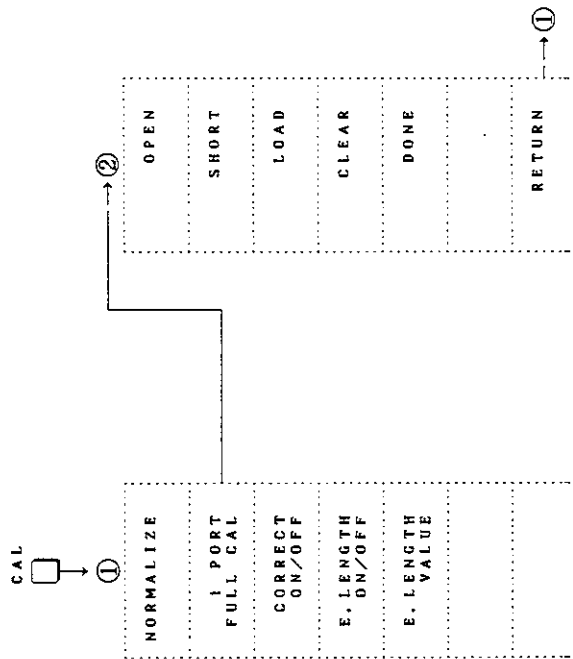 CAL
①
NORMALIZE
1 PORT
FULL CAL
CORRECT
ON/OFF
E. LENGTH
ON/OFF
E. LENGTH
VALUE
②
OPEN
SHORT
LOAD
CLEAR
DONE
RETURN
①